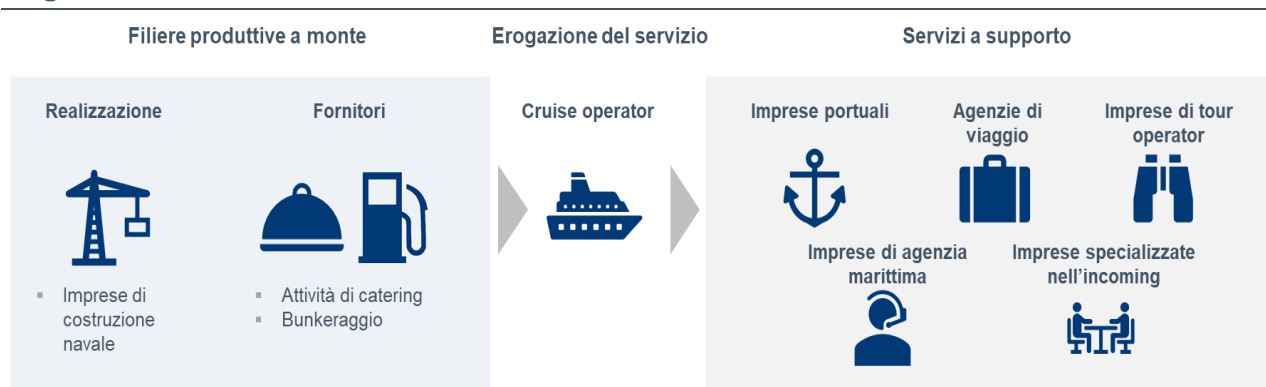 Filiere produttive a monte
Erogazione del servizio
Servizi a supporto
Realizzazione
Fornitori
Cruise operator
Imprese portuali
Agenzie di
viaggio
Imprese di tour
operator
Imprese di agenzia
marittima
Imprese specializzate
nell'incoming
▪ Imprese di
costruzione
navale
▪ Attività di catering
▪ Bunkeraggio